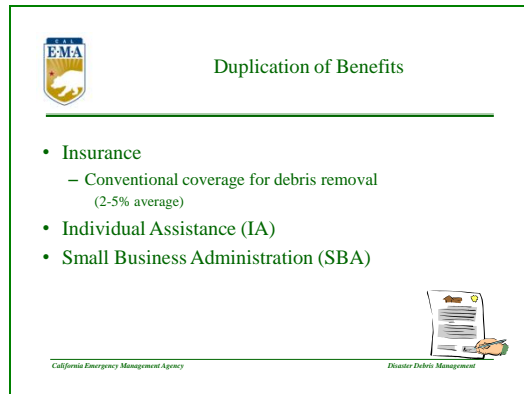 CAL
E·M·A
Duplication of Benefits
• Insurance
– Conventional coverage for debris removal
(2-5% average)
• Individual Assistance (IA)
• Small Business Administration (SBA)
California Emergency Management Agency
Disaster Debris Management